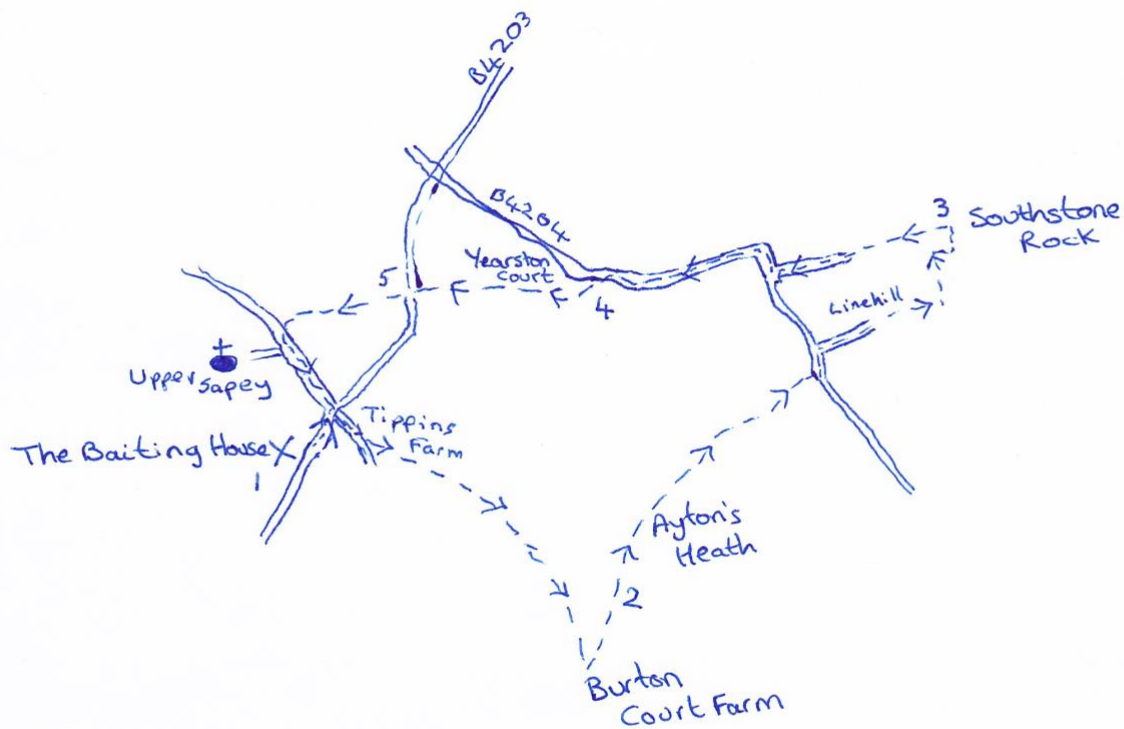 B4203
B4204
3 Southstone
Rock
Yearston
Court
5
4
Linehill
Upper Sapey
Tippins
Farm
The Baiting House X
1
Ayton's
Heath
2
Burton
Court Farm